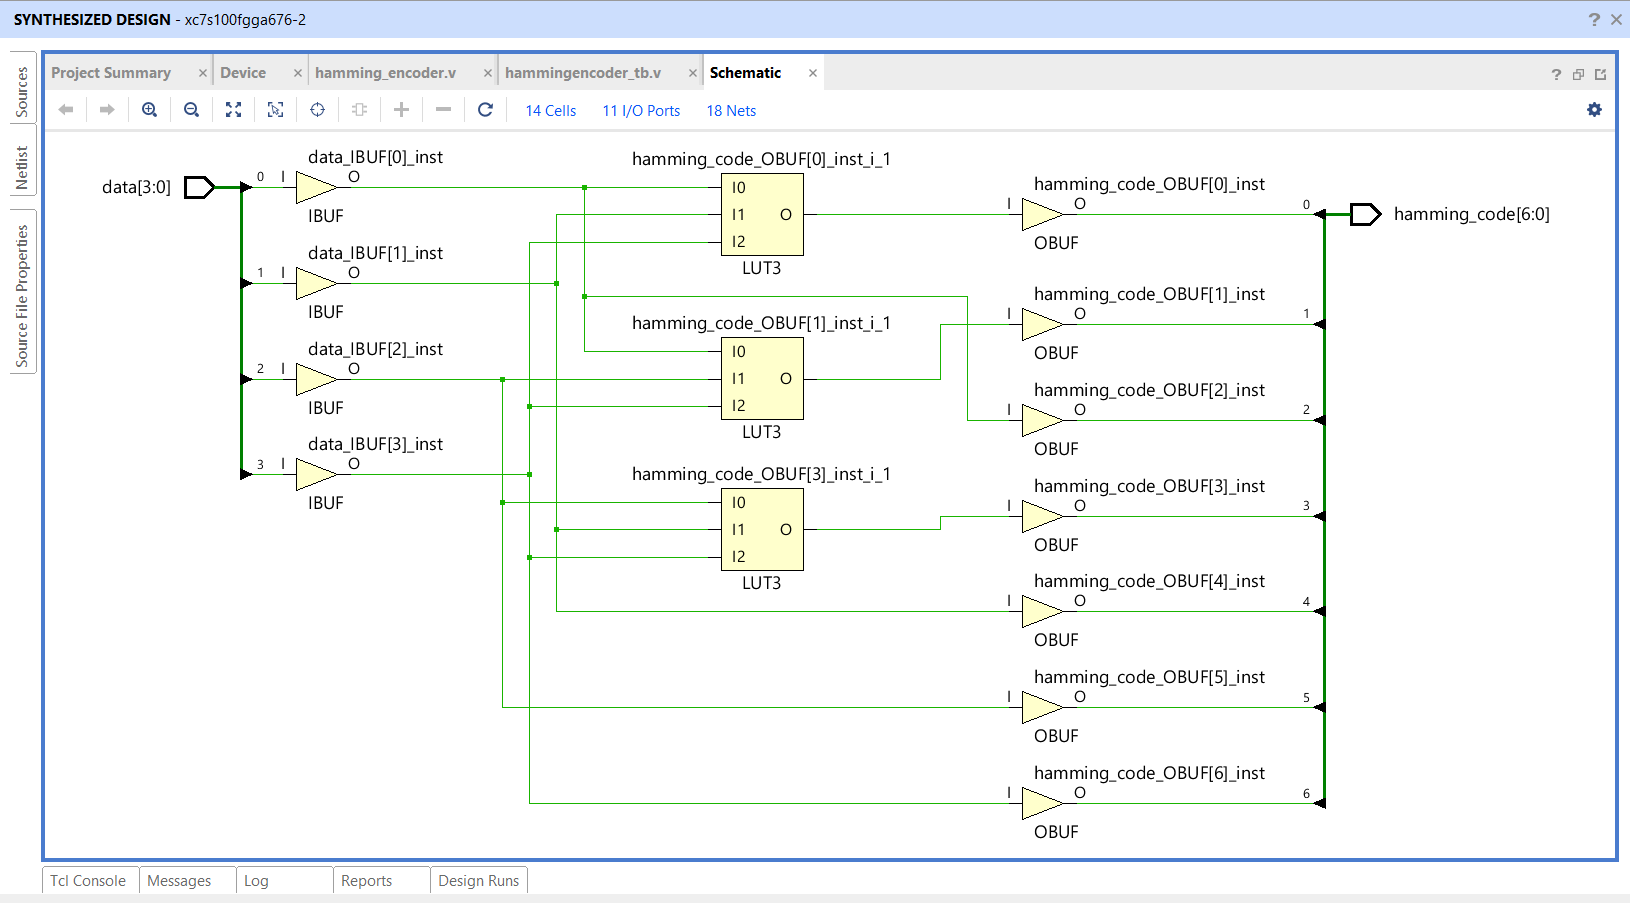 SYNTHESIZED DESIGN - xc7s100fgga676-2
? ×
Sources
Netlist
Source File Properties
Project Summary ×
Device ×
hamming_encoder.v ×
hammingencoder_tb.v ×
Schematic ×
?
14 Cells
11 I/O Ports
18 Nets
data[3:0]
data_IBUF[0]_inst
0 I O
IBUF
data_IBUF[1]_inst
1 I O
IBUF
data_IBUF[2]_inst
2 I O
IBUF
data_IBUF[3]_inst
3 I O
IBUF
hamming_code_OBUF[0]_inst_i_1
I0
I1 O
I2
LUT3
hamming_code_OBUF[1]_inst_i_1
I0
I1 O
I2
LUT3
hamming_code_OBUF[3]_inst_i_1
I0
I1 O
I2
LUT3
hamming_code_OBUF[0]_inst
I O 0
OBUF
hamming_code_OBUF[1]_inst
I O 1
OBUF
hamming_code_OBUF[2]_inst
I O 2
OBUF
hamming_code_OBUF[3]_inst
I O 3
OBUF
hamming_code_OBUF[4]_inst
I O 4
OBUF
hamming_code_OBUF[5]_inst
I O 5
OBUF
hamming_code_OBUF[6]_inst
I O 6
OBUF
hamming_code[6:0]
Tcl Console
Messages
Log
Reports
Design Runs